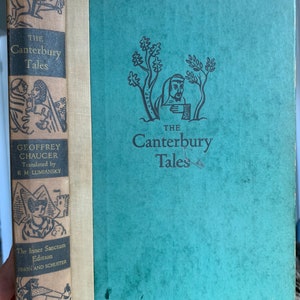 THE
Canterbury
Tales
GEOFFREY
CHAUCER
Translated by
R M LUMIANSKY
The Inner Sanctum
Edition
SIMON AND SCHUSTER
THE
Canterbury
Tales